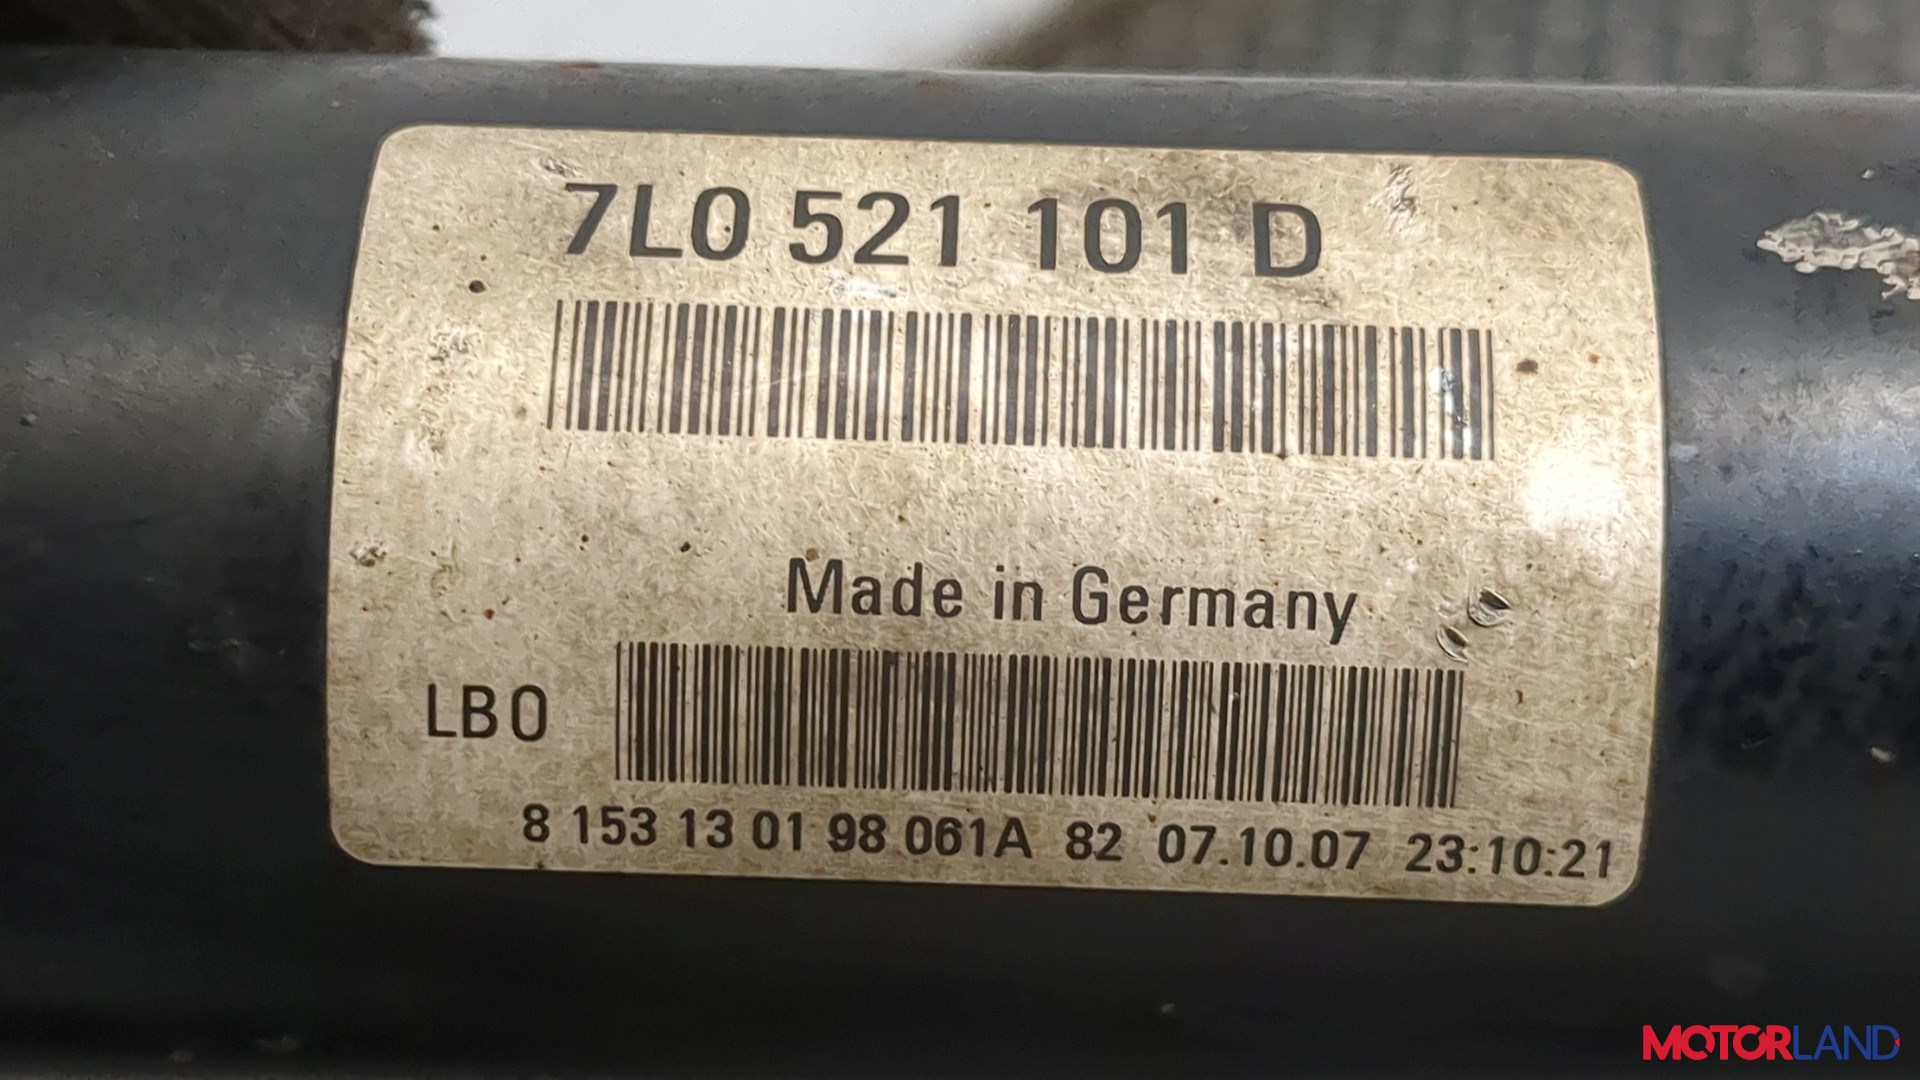 7L0 521 101 D
Made in Germany
LB0
8 153 13 01 98 061A 82 07.10.07 23:10:21
MOTORLAND